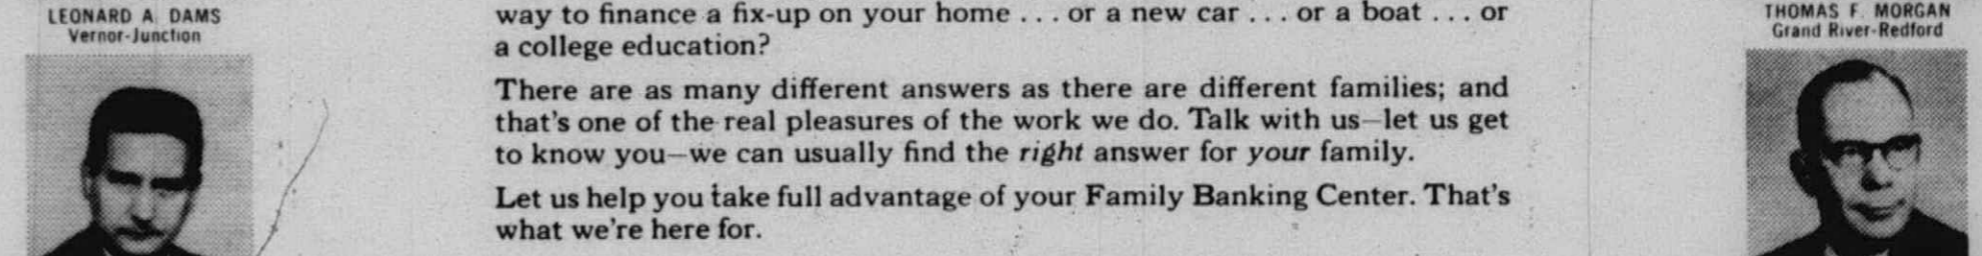 LEONARD A. DAMS
Vernor-Junction
way to finance a fix-up on your home . . . or a new car . . . or a boat . . . or
a college education?
There are as many different answers as there are different families; and
that's one of the real pleasures of the work we do. Talk with us—let us get
to know you—we can usually find the right answer for your family.
Let us help you take full advantage of your Family Banking Center. That's
what we're here for.
THOMAS F. MORGAN
Grand River-Redford